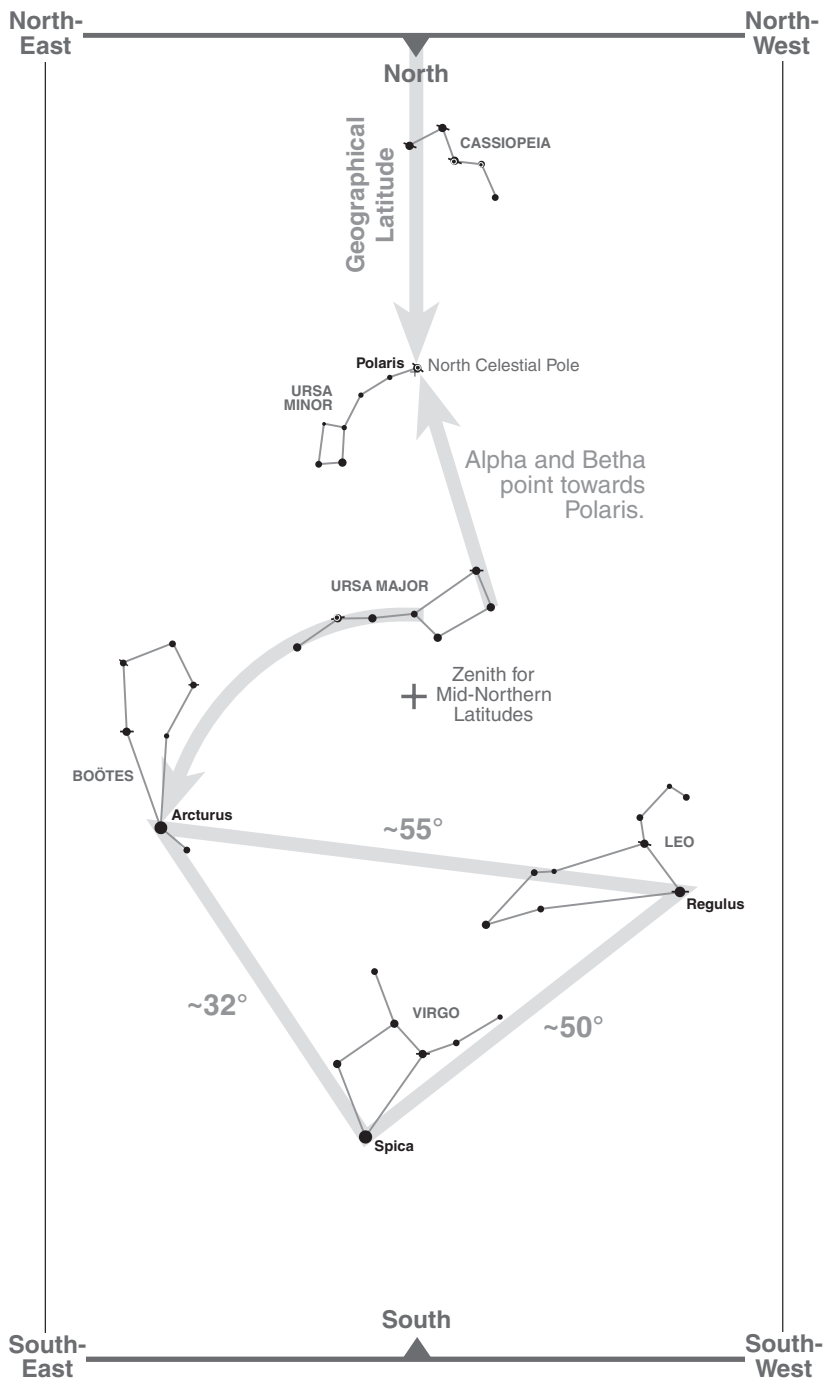 North-
East
North-
West
North
Geographical
Latitude
CASSIOPEIA
Polaris
North Celestial Pole
URSA
MINOR
Alpha and Betha
point towards
Polaris.
URSA MAJOR
Zenith for
Mid-Northern
Latitudes
BOÖTES
Arcturus
~55°
LEO
Regulus
~32°
VIRGO
~50°
Spica
South
South-
East
South-
West